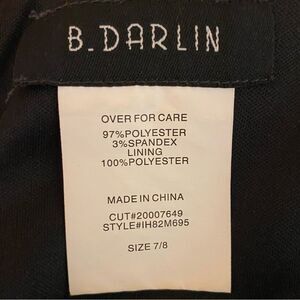 B.DARLIN
OVER FOR CARE
97%POLYESTER
3%SPANDEX
LINING
100%POLYESTER
MADE IN CHINA
CUT#20007649
STYLE#IH82M695
SIZE 7/8